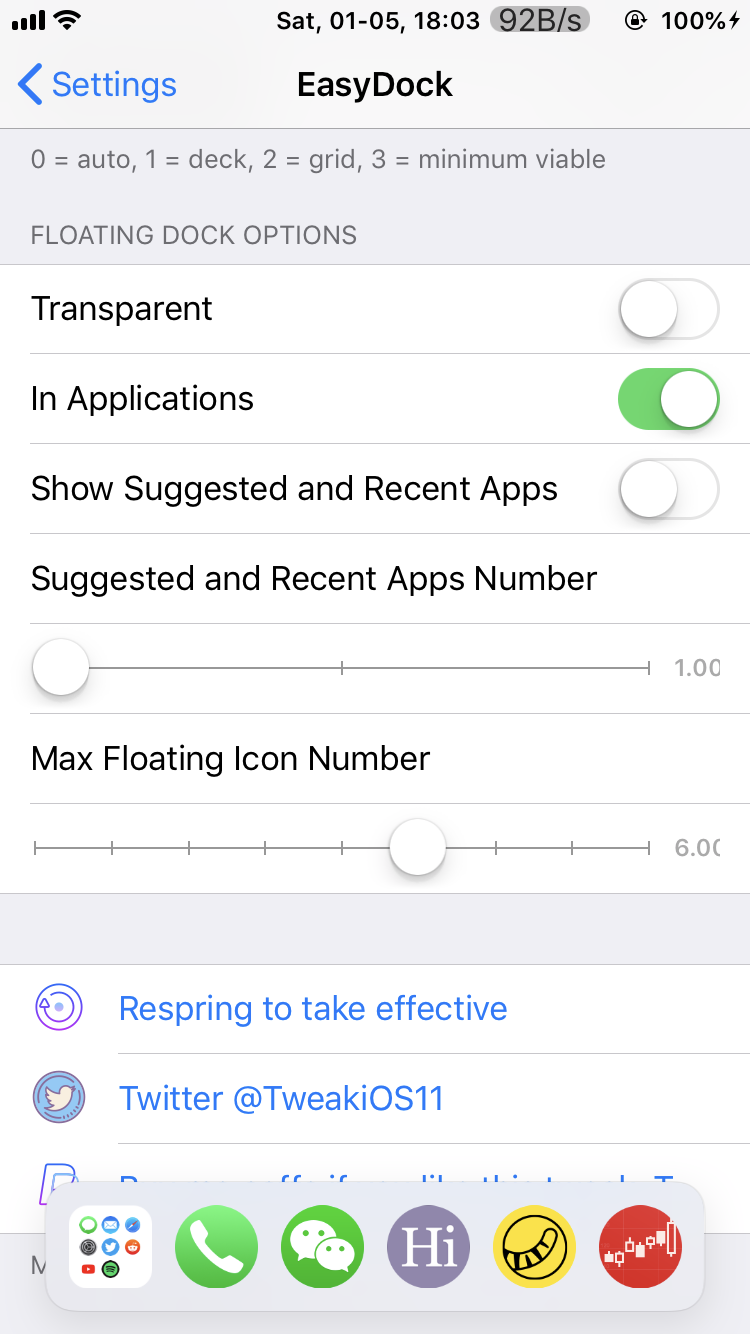 Sat, 01-05, 18:03 92B/s 100%
Settings EasyDock
0 = auto, 1 = deck, 2 = grid, 3 = minimum viable
FLOATING DOCK OPTIONS
Transparent
In Applications
Show Suggested and Recent Apps
Suggested and Recent Apps Number
1.00
Max Floating Icon Number
6.00
Respring to take effective
Twitter @TweakiOS11
Hi